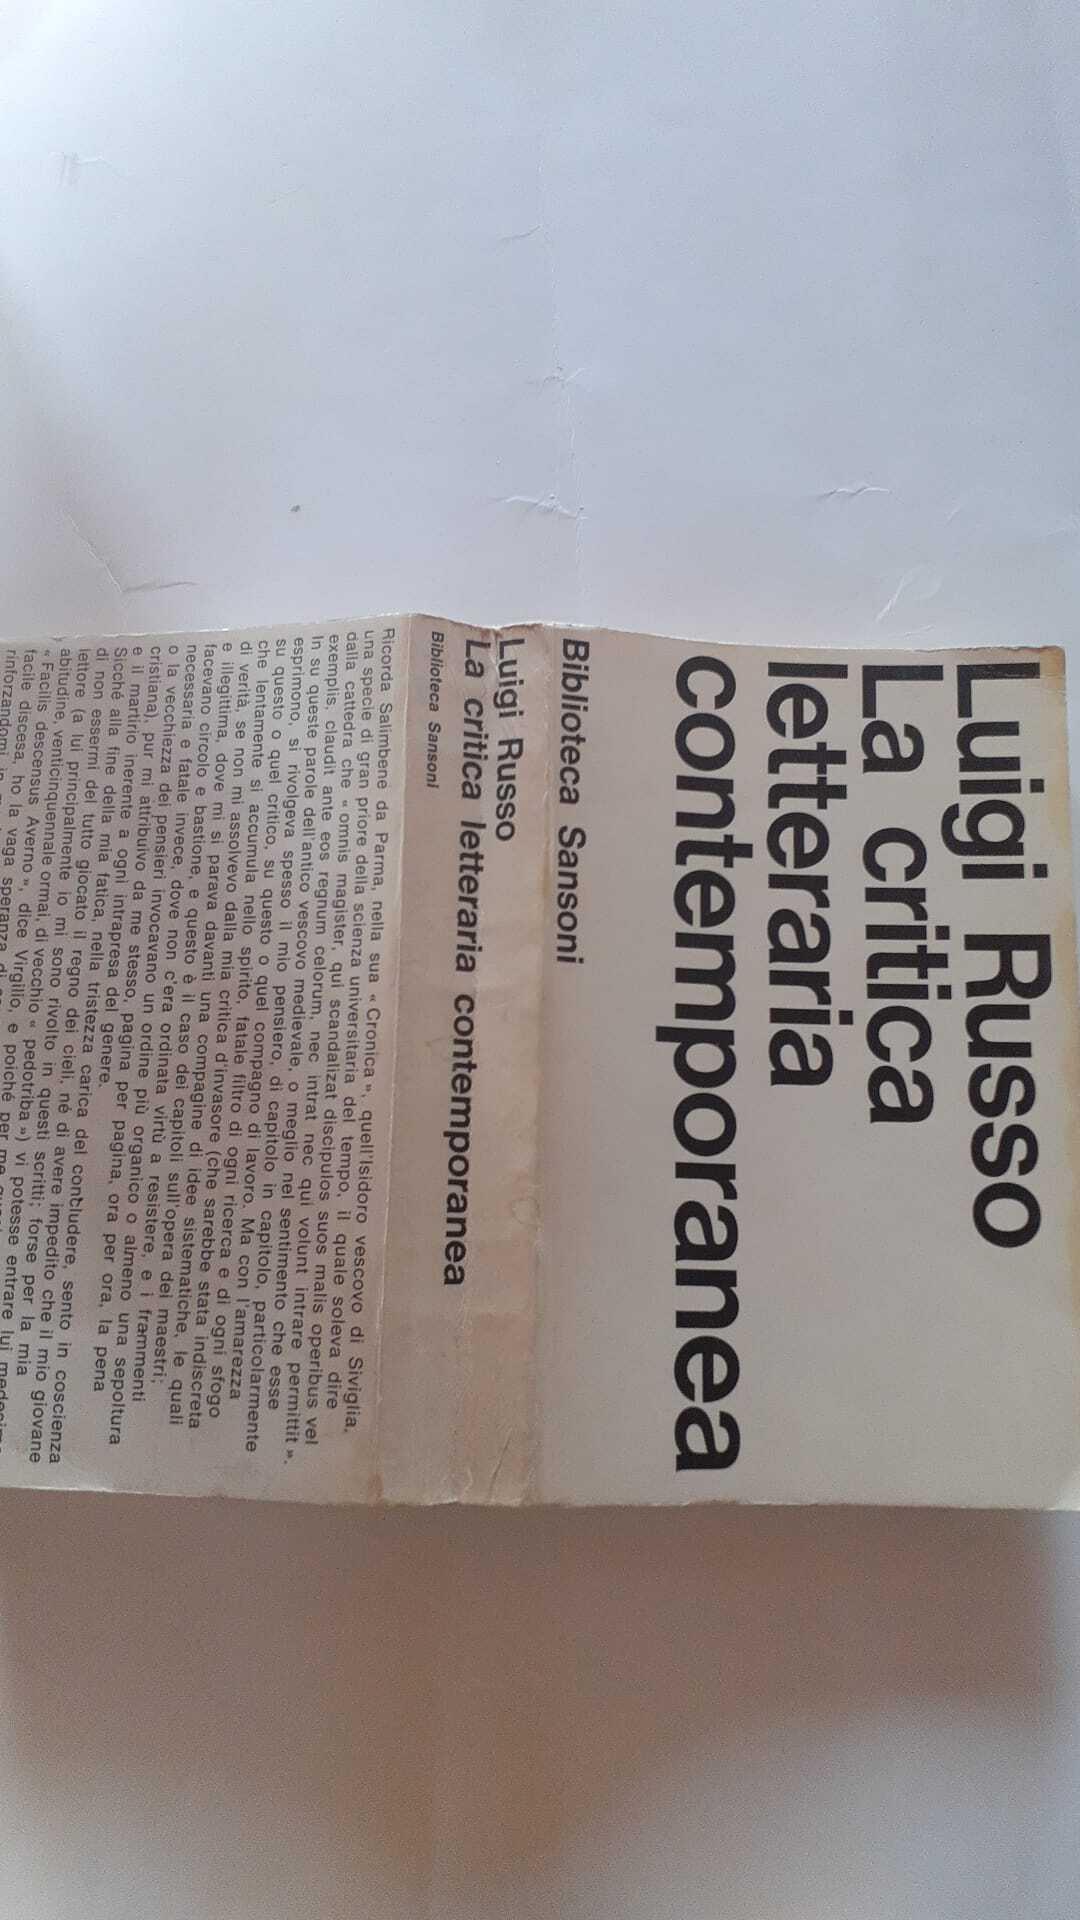 Luigi Russo
La critica
letteraria
contemporanea
Biblioteca Sansoni
Luigi Russo
La critica letteraria contemporanea
Biblioteca Sansoni
Ricorda Salimbene da Parma, nella sua « Cronica », quell'Isidoro vescovo di Siviglia,
una specie di gran priore della scienza universitaria del tempo, il quale soleva dire
dalla cattedra che « omnis magister, qui scandalizat discipulos suos malis operibus vel
exemplis, claudit ante eos regnum celorum, nec intrat nec qui volunt intrare permittit ».
In su queste parole dell'antico vescovo medievale, o meglio nel sentimento che esse
esprimono, si rivolgeva spesso il mio pensiero, di capitolo in capitolo, particolarmente
su questo o quel critico, su questo o quel compagno di lavoro. Ma con l'amarezza
che lentamente si accumula nello spirito, fatale filtro di ogni ricerca e di ogni sfogo
di verità, se non mi assolvevo dalla mia critica d'invasore (che sarebbe stata indiscreta
e illegittima, dove mi si parava davanti una compagine di idee sistematiche, le quali
facevano circolo e bastione, e questo è il caso dei capitoli sull'opera dei maestri;
necessaria e fatale invece, dove non c'era ordinata virtù a resistere, e i frammenti
o la vecchiezza dei pensieri invocavano un ordine più organico o almeno una sepoltura
cristiana), pur mi attribuivo da me stesso, pagina per pagina, ora per ora, la pena
e il martirio inerente a ogni intrapresa del genere.
Sicché alla fine della mia fatica, nella tristezza carica del concludere, sento in coscienza
di non essermi del tutto giocato il regno dei cieli, né di avere impedito che il mio giovane
lettore (a lui principalmente io mi sono rivolto in questi scritti; forse per la mia
abitudine, venticinquennale ormai, di vecchio « pedotriba ») vi potesse entrare lui
« Facilis descensus Averno », dice Virgilio, e poiché per me
facile discesa, ho la vaga speranza
rinforzandomi in